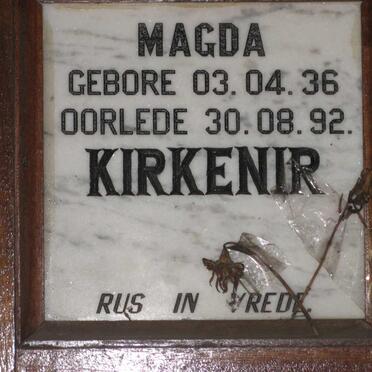 MAGDA
GEBORE 03.04.36
OORLEDE 30.08.92.
KIRKENIR
RUS IN VREDE.